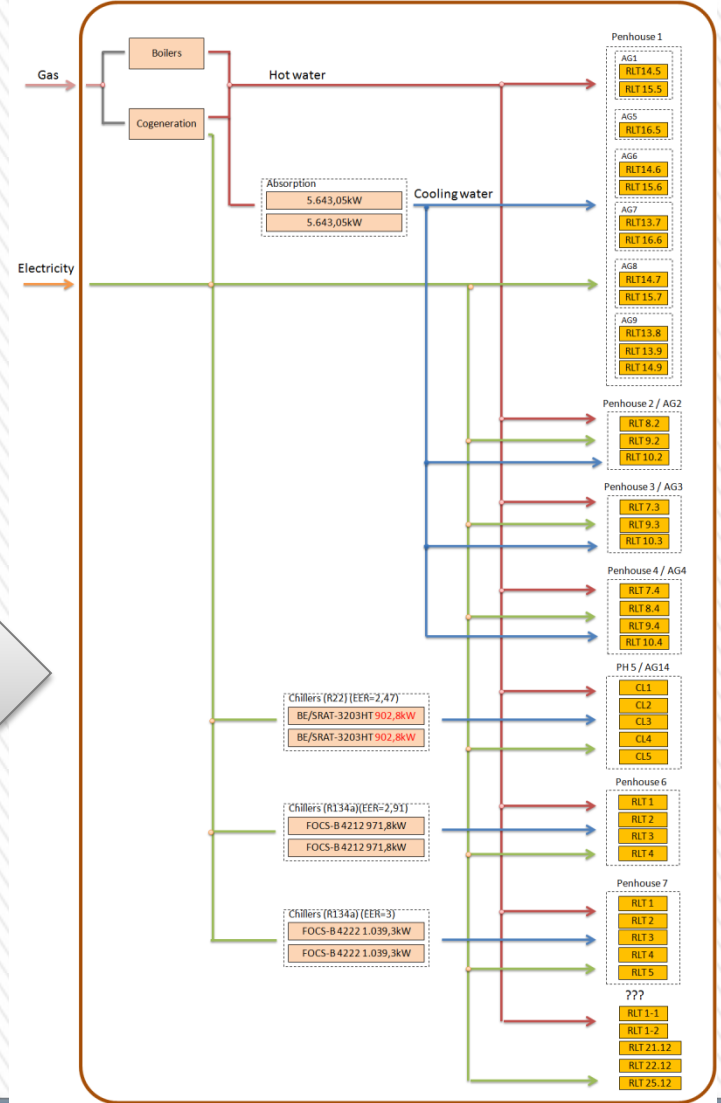 Gas
Boilers
Cogeneration
Hot water
Absorption
5.643,05kW
5.643,05kW
Cooling water
Electricity
Penhouse 1
AG1
RLT14.5
RLT 15.5
AG5
RLT16.5
AG6
RLT14.6
RLT 15.6
AG7
RLT13.7
RLT 16.6
AG8
RLT14.7
RLT 15.7
AG9
RLT13.8
RLT 13.9
RLT 14.9
Penhouse 2 / AG2
RLT 8.2
RLT 9.2
RLT 10.2
Penhouse 3 / AG3
RLT 7.3
RLT 9.3
RLT 10.3
Penhouse 4 / AG4
RLT 7.4
RLT 8.4
RLT 9.4
RLT 10.4
Chillers (R22) (EER=2,47)
BE/SRAT-3203HT 902,8kW
BE/SRAT-3203HT 902,8kW
PH 5 / AG14
CL1
CL2
CL3
CL4
CL5
Chillers (R134a)(EER=2,91)
FOCS-B 4212 971,8kW
FOCS-B 4212 971,8kW
Penhouse 6
RLT 1
RLT 2
RLT 3
RLT 4
Chillers (R134a) (EER=3)
FOCS-B 4222 1.039,3kW
FOCS-B 4222 1.039,3kW
Penhouse 7
RLT 1
RLT 2
RLT 3
RLT 4
RLT 5
???
RLT 1-1
RLT 1-2
RLT 21.12
RLT 22.12
RLT 25.12